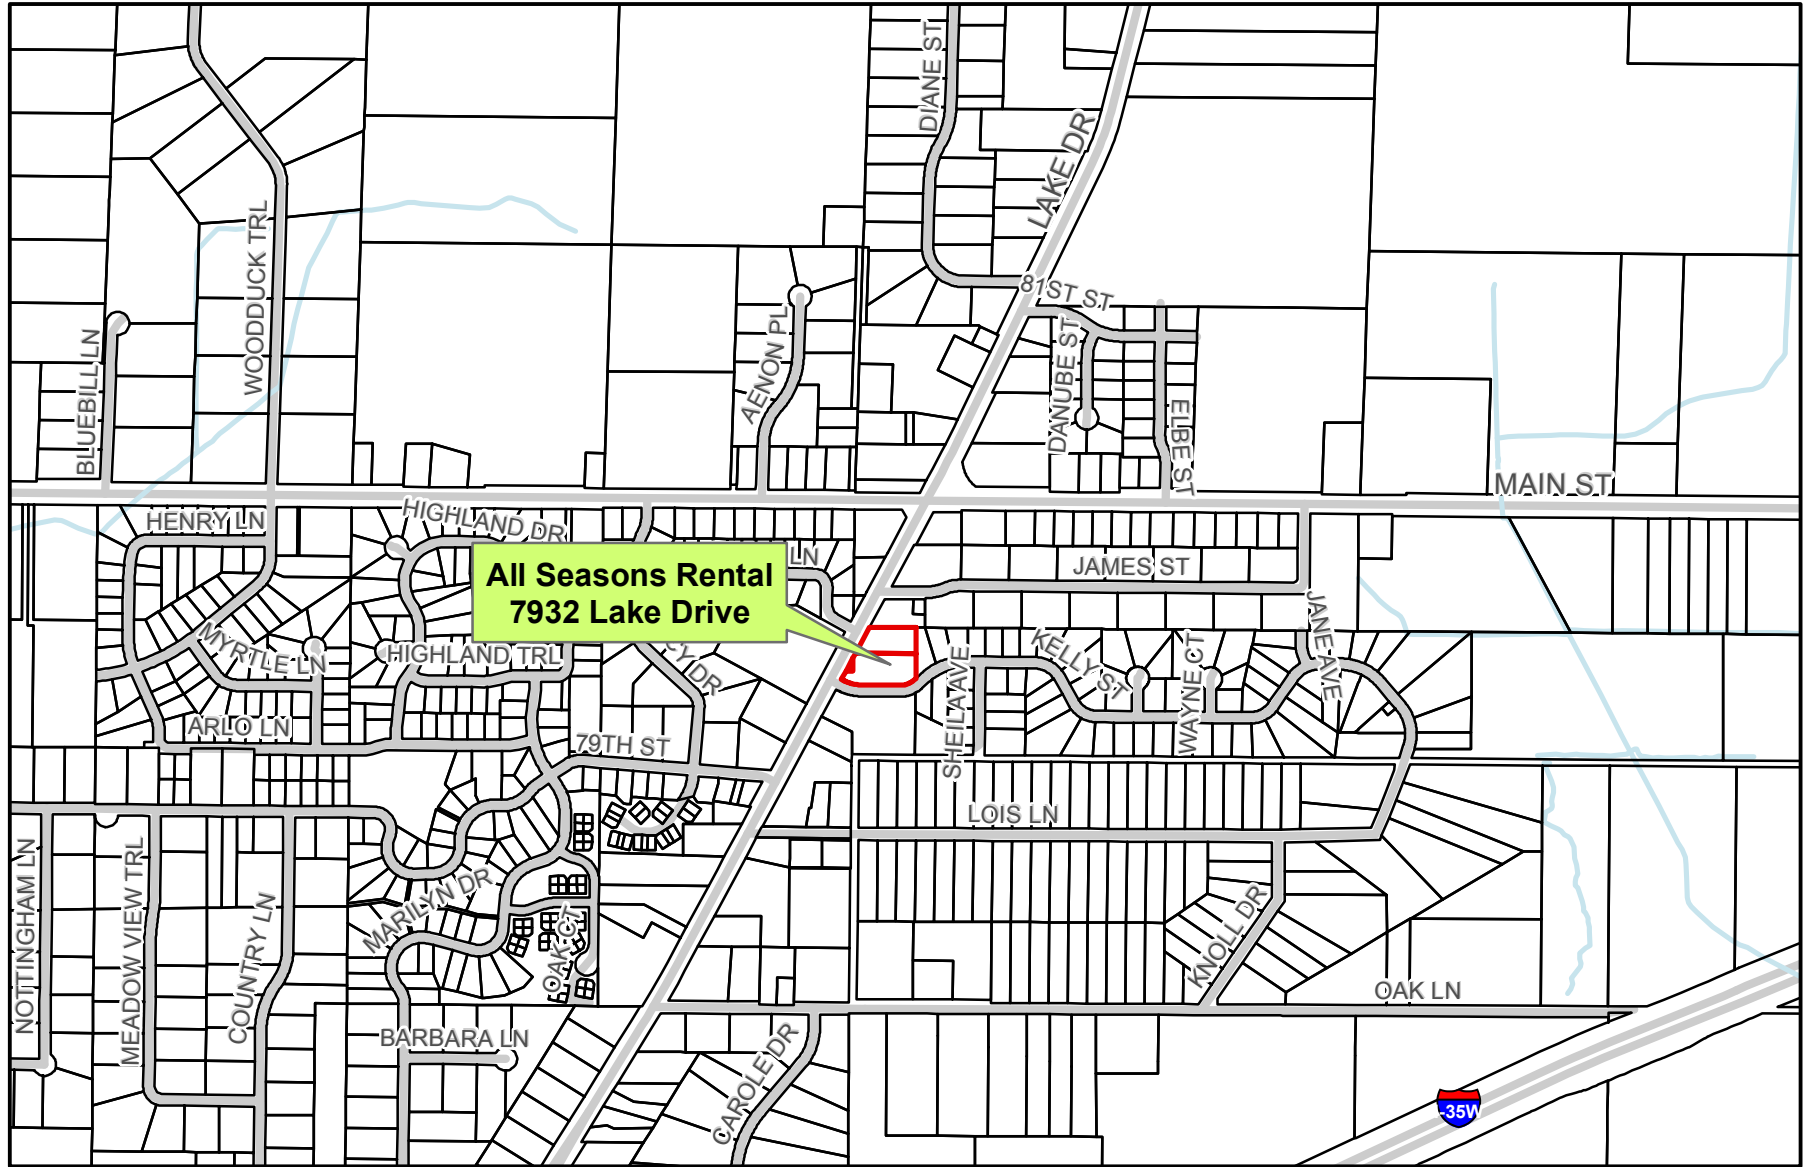 DIANE ST
LAKE DR
WOODDUCK TRL
81ST ST
BLUEBILL LN
AENON PL
DANUBE ST
ELBE ST
MAIN ST
HENRY LN
HIGHLAND DR
LN
All Seasons Rental
7932 Lake Drive
JAMES ST
MYRTLE LN
HIGHLAND TRL
DR
SHEILA AVE
KELLY ST
WAYNE CT
JANE AVE
ARLO LN
79TH ST
LOIS LN
NOTTINGHAM LN
MEADOW VIEW TRL
COUNTRY LN
MARILYN DR
OAK CT
KNOLL DR
OAK LN
BARBARA LN
CAROLE DR
-35W